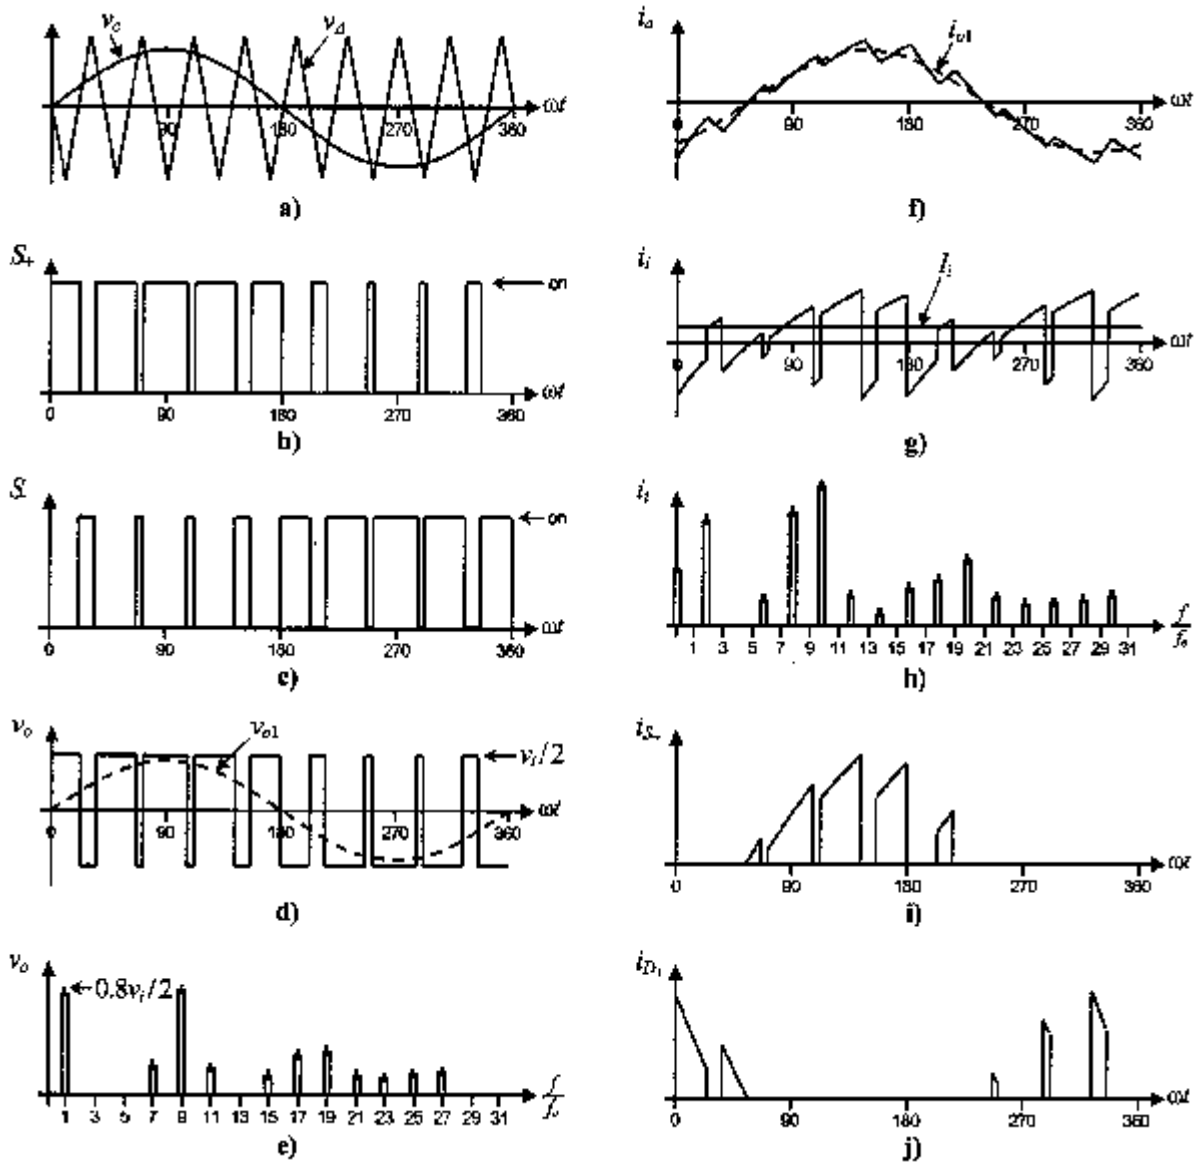 v_c v_Δ
ωt
90 180 270 360
a)
S+
on
ωt
0 90 180 270 360
b)
S-
on
ωt
0 90 180 270 360
c)
v_o
v_o1
v_i/2
ωt
0 90 180 270 360
d)
v_o
0.8v_i/2
f/f_o
1 3 5 7 9 11 13 15 17 19 21 23 25 27 29 31
e)
i_o
i_o1
ωt
0 90 180 270 360
f)
i_i
I_i
ωt
0 90 180 270 360
g)
i_i
f/f_o
1 3 5 7 9 11 13 15 17 19 21 23 25 27 29 31
h)
i_S+
ωt
0 90 180 270 360
i)
i_D+
ωt
0 90 180 270 360
j)